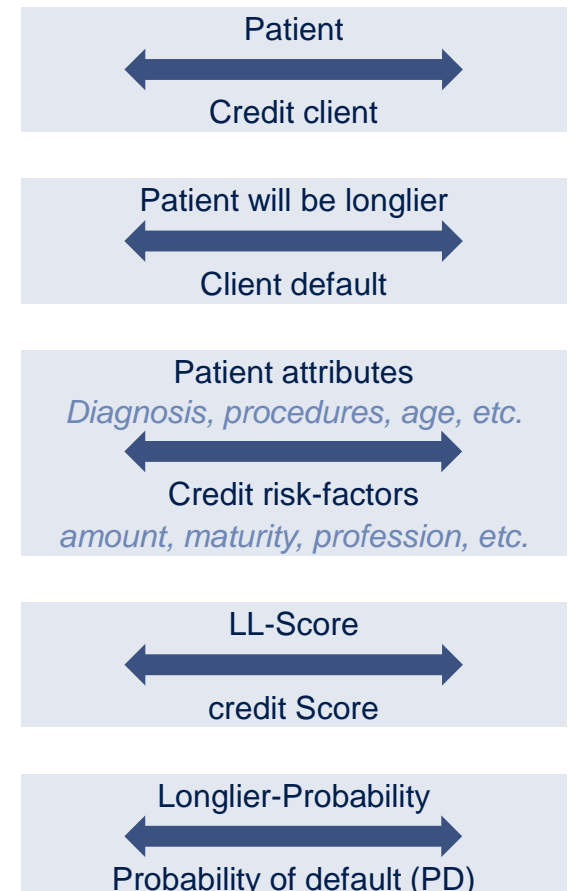 Patient
Credit client
Patient will be longlier
Client default
Patient attributes
Diagnosis, procedures, age, etc.
Credit risk-factors
amount, maturity, profession, etc.
LL-Score
credit Score
Longlier-Probability
Probability of default (PD)